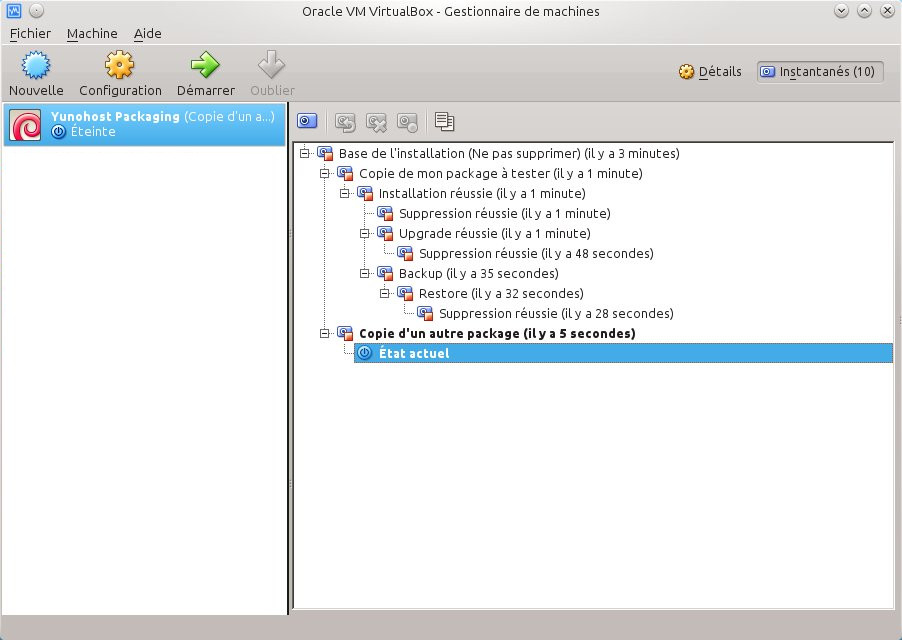 Oracle VM VirtualBox - Gestionnaire de machines
Fichier Machine Aide
Nouvelle Configuration Démarrer Oublier Détails Instantanés (10)
Yunohost Packaging (Copie d'un a...)
Éteinte
Base de l'installation (Ne pas supprimer) (il y a 3 minutes)
Copie de mon package à tester (il y a 1 minute)
Installation réussie (il y a 1 minute)
Suppression réussie (il y a 1 minute)
Upgrade réussie (il y a 1 minute)
Suppression réussie (il y a 48 secondes)
Backup (il y a 35 secondes)
Restore (il y a 32 secondes)
Suppression réussie (il y a 28 secondes)
Copie d'un autre package (il y a 5 secondes)
État actuel